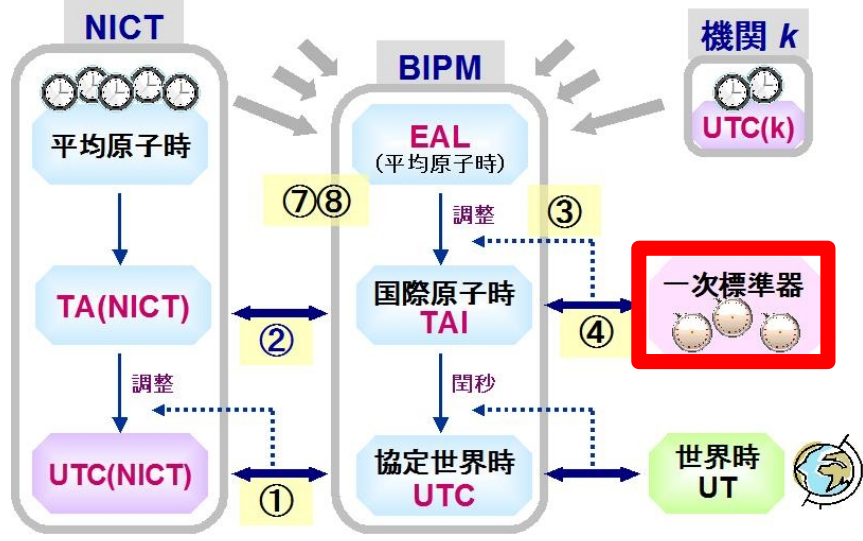 NICT
平均原子時
TA(NICT)
調整
UTC(NICT)
BIPM
EAL
(平均原子時)
⑦⑧
調整
③
国際原子時
TAI
②
④
閏秒
協定世界時
UTC
①
機関 k
UTC(k)
一次標準器
世界時
UT